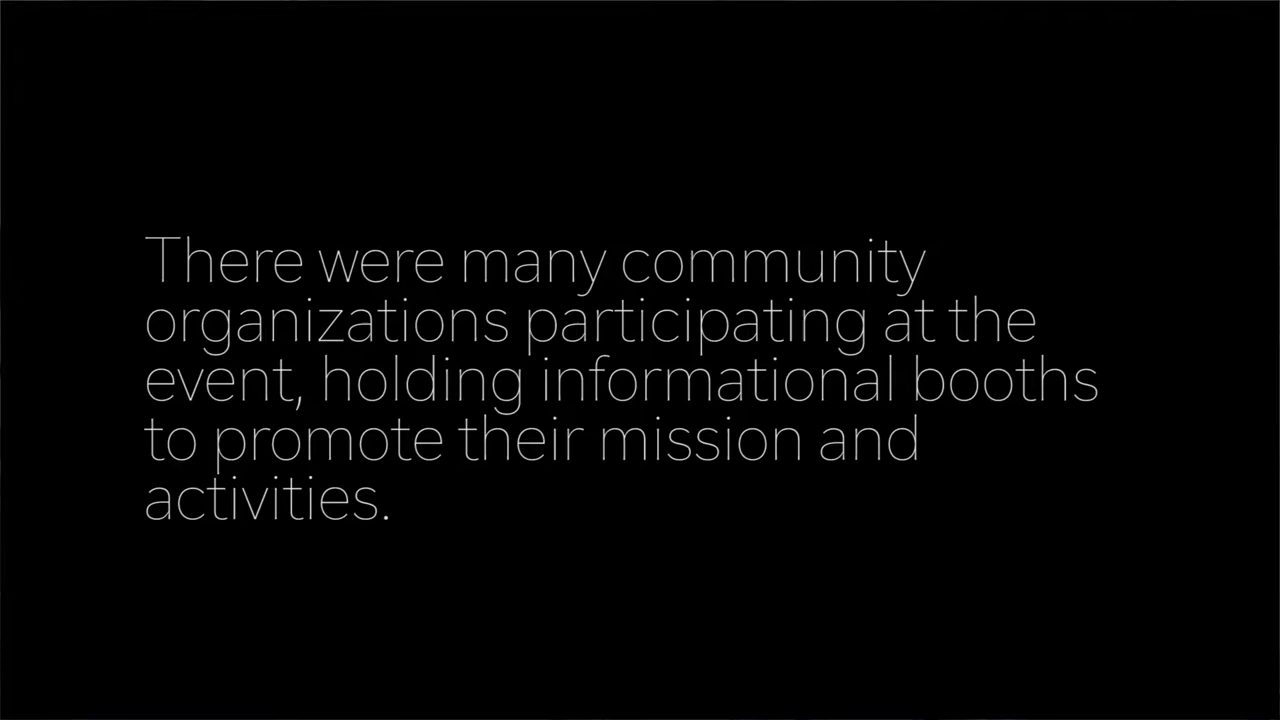 There were many community
organizations participating at the
event, holding informational booths
to promote their mission and
activities.